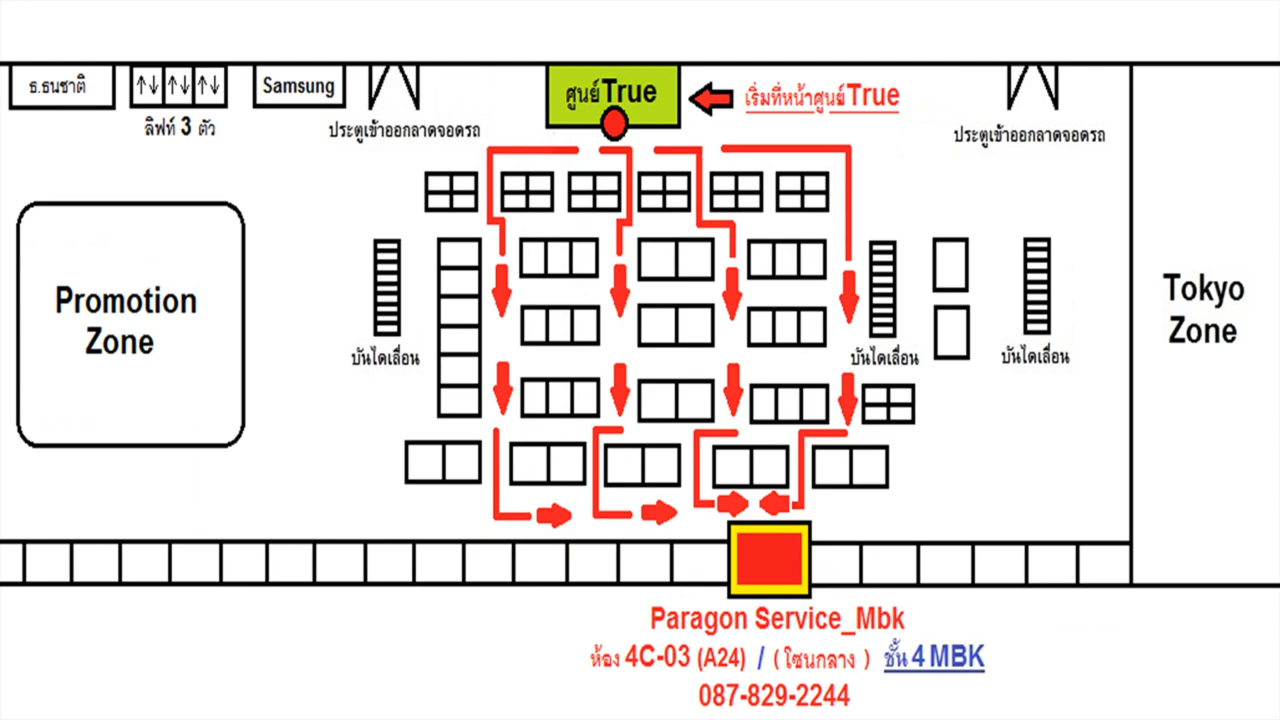 ธ.ธนชาติ
Samsung
ศูนย์ True
เริ่มที่หน้าศูนย์ True
ลิฟท์ 3 ตัว
ประตูเข้าออกลาดจอดรถ
ประตูเข้าออกลาดจอดรถ
Promotion
Zone
Tokyo
Zone
บันไดเลื่อน
บันไดเลื่อน
บันไดเลื่อน
Paragon Service_Mbk
ห้อง 4C-03 (A24) / ( โซนกลาง ) ชั้น 4 MBK
087-829-2244